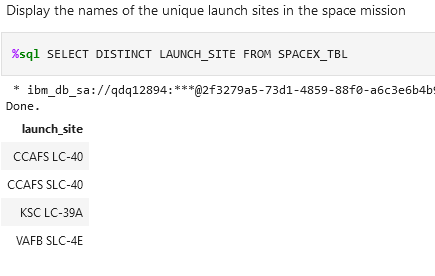 Display the names of the unique launch sites in the space mission
%sql SELECT DISTINCT LAUNCH_SITE FROM SPACEX_TBL
* ibm_db_sa://qdq12894:***@2f3279a5-73d1-4859-88f0-a6c3e6b4b9
Done.
launch_site
CCAFS LC-40
CCAFS SLC-40
KSC LC-39A
VAFB SLC-4E